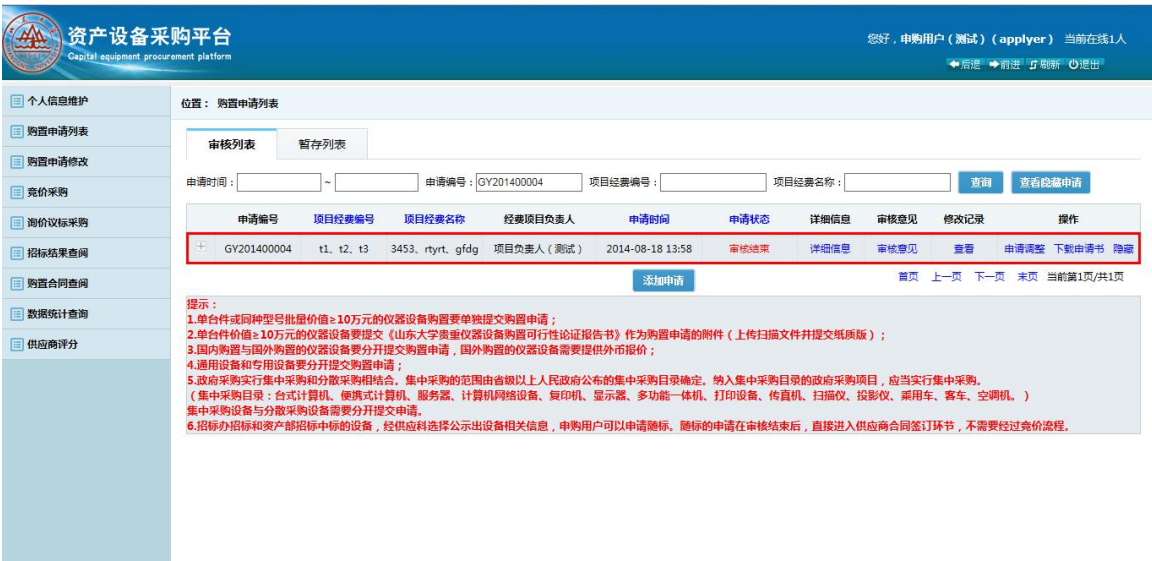 资产设备采购平台
Capital equipment procurement platform
您好，申购用户（测试）（applyer） 当前在线1人
后退 前进 刷新 退出
个人信息维护
购置申请列表
购置申请修改
竞价采购
询价议标采购
招标结果查阅
购置合同查阅
数据统计查询
供应商评分
位置： 购置申请列表
审核列表 暂存列表
申请时间： ~ 申请编号：GY201400004 项目经费编号： 项目经费名称： 查询 查看隐藏申请
申请编号 项目经费编号 项目经费名称 经费项目负责人 申请时间 申请状态 详细信息 审核意见 修改记录 操作
GY201400004 t1、t2、t3 3453、rtyrt、gfdg 项目负责人（测试） 2014-08-18 13:58 审核结束 详细信息 审核意见 查看 申请调整 下载申请书 隐藏
添加申请 首页 上一页 下一页 末页 当前第1页/共1页
提示：
1.单台件或同种型号批量价值≥10万元的仪器设备购置要单独提交购置申请；
2.单台件价值≥10万元的仪器设备要提交《山东大学贵重仪器设备购置可行性论证报告书》作为购置申请的附件（上传扫描文件并提交纸质版）；
3.国内购置与国外购置的仪器设备要分开提交购置申请，国外购置的仪器设备需要提供外币报价；
4.通用设备和专用设备要分开提交购置申请；
5.政府采购实行集中采购和分散采购相结合。集中采购的范围由省级以上人民政府公布的集中采购目录确定。纳入集中采购目录的政府采购项目，应当实行集中采购。
（集中采购目录：台式计算机、便携式计算机、服务器、计算机网络设备、复印机、显示器、多功能一体机、打印设备、传真机、扫描仪、投影仪、乘用车、客车、空调机。）
集中采购设备与分散采购设备需要分开提交申请。
6.招标办招标和资产部招标中标的设备，经供应科选择公示出设备相关信息，申购用户可以申请随标。随标的申请在审核结束后，直接进入供应商合同签订环节，不需要经过竞价流程。